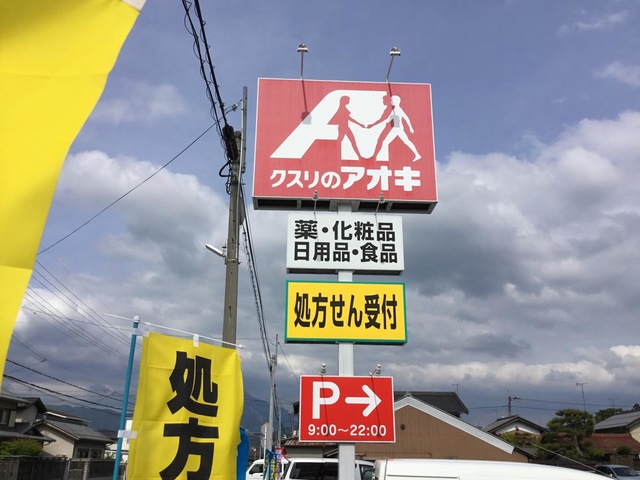 クスリのアオキ
薬・化粧品
日用品・食品
処方せん受付
P→
9:00～22:00
処方